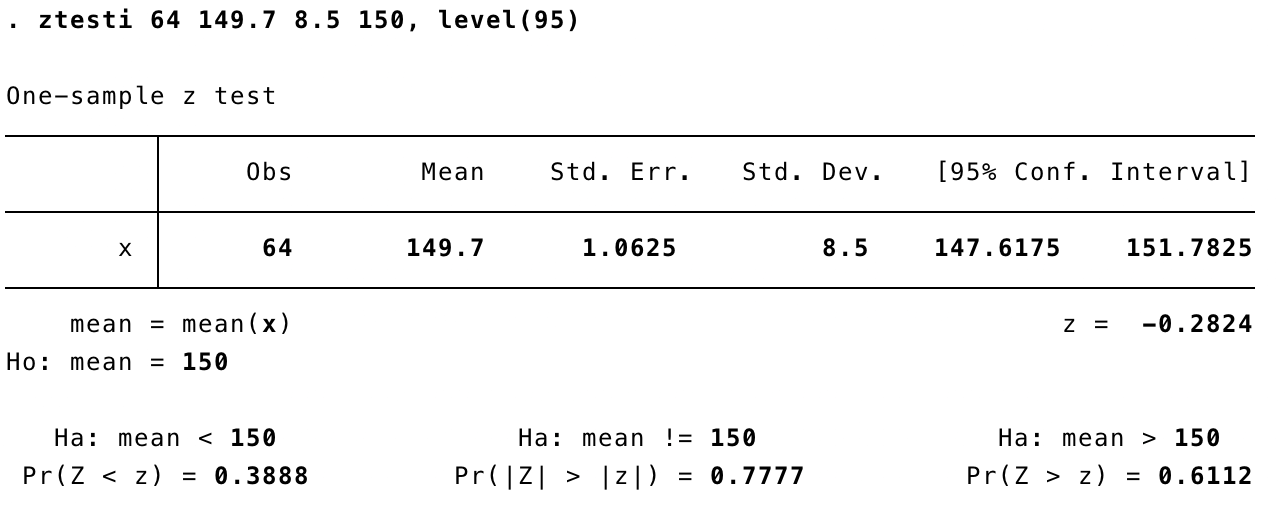 . ztesti 64 149.7 8.5 150, level(95)
One-sample z test
Obs Mean Std. Err. Std. Dev. [95% Conf. Interval]
x 64 149.7 1.0625 8.5 147.6175 151.7825
mean = mean(x) z = -0.2824
Ho: mean = 150
Ha: mean < 150 Ha: mean != 150 Ha: mean > 150
Pr(Z < z) = 0.3888 Pr(|Z| > |z|) = 0.7777 Pr(Z > z) = 0.6112